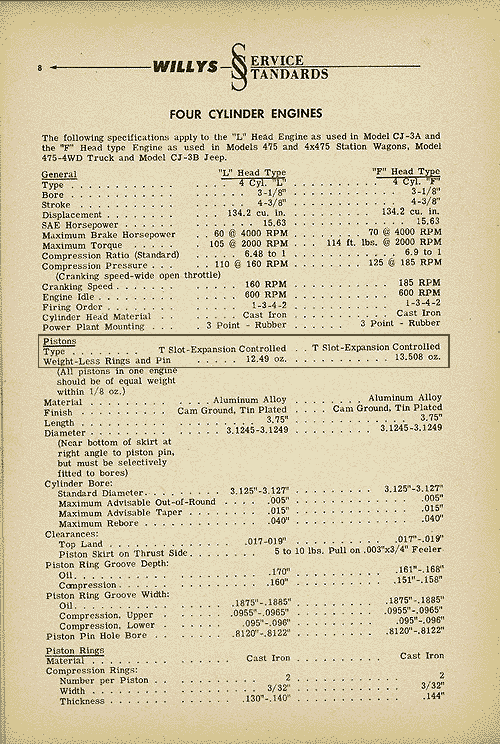 8 WILLYS SERVICE STANDARDS
FOUR CYLINDER ENGINES
The following specifications apply to the "L" Head Engine as used in Model CJ-3A and
the "F" Head type Engine as used in Models 475 and 4x475 Station Wagons, Model
475-4WD Truck and Model CJ-3B Jeep.
General "L" Head Type "F" Head Type
Type . . . . 4 Cyl. "L" . . . . 4 Cyl. "F"
Bore . . . . 3-1/8" . . . . 3-1/8"
Stroke . . . . 4-3/8" . . . . 4-3/8"
Displacement . . . . 134.2 cu. in. . . . . 134.2 cu. in.
SAE Horsepower . . . . 15.63 . . . . 15.63
Maximum Brake Horsepower . . . . 60 @ 4000 RPM . . . . 70 @ 4000 RPM
Maximum Torque . . . . 105 @ 2000 RPM . . . . 114 ft. lbs. @ 2000 RPM
Compression Ratio (Standard) . . . . 6.48 to 1 . . . . 6.9 to 1
Compression Pressure . . . . 110 @ 160 RPM . . . . 125 @ 185 RPM
(Cranking speed-wide open throttle)
Cranking Speed . . . . 160 RPM . . . . 185 RPM
Engine Idle . . . . 600 RPM . . . . 600 RPM
Firing Order . . . . 1-3-4-2 . . . . 1-3-4-2
Cylinder Head Material . . . . Cast Iron . . . . Cast Iron
Power Plant Mounting . . . . 3 Point - Rubber . . . . 3 Point - Rubber
Pistons
Type . . . . T Slot-Expansion Controlled . . T Slot-Expansion Controlled
Weight-Less Rings and Pin . . . . 12.49 oz. . . . . 13.508 oz.
(All pistons in one engine
should be of equal weight
within 1/8 oz.)
Material . . . . Aluminum Alloy . . . . Aluminum Alloy
Finish . . . . Cam Ground, Tin Plated . . . . Cam Ground, Tin Plated
Length . . . . 3.75" . . . . 3.75"
Diameter . . . . 3.1245-3.1249 . . . . 3.1245-3.1249
(Near bottom of skirt at
right angle to piston pin,
but must be selectively
fitted to bores)
Cylinder Bore:
Standard Diameter . . . . 3.125"-3.127" . . . . 3.125"-3.127"
Maximum Advisable Out-of-Round . . . . .005" . . . . .005"
Maximum Advisable Taper . . . . .015" . . . . .015"
Maximum Rebore . . . . .040" . . . . .040"
Clearances:
Top Land . . . . .017-019" . . . . .017"-.019"
Piston Skirt on Thrust Side . . . . 5 to 10 lbs. Pull on .003"x3/4" Feeler
Piston Ring Groove Depth:
Oil . . . . .170" . . . . .161"-.168"
Compression . . . . .160" . . . . .151"-.158"
Piston Ring Groove Width:
Oil . . . . .1875"-.1885" . . . . .1875"-.1885"
Compression, Upper . . . . .0955"-.0965" . . . . .0955"-.0965"
Compression, Lower . . . . .095"-.096" . . . . .095"-.096"
Piston Pin Hole Bore . . . . .8120"-.8122" . . . . .8120"-.8122"
Piston Rings
Material . . . . Cast Iron . . . . Cast Iron
Compression Rings:
Number per Piston . . . . 2 . . . . 2
Width . . . . 3/32" . . . . 3/32"
Thickness . . . . .130"-.140" . . . . .144"